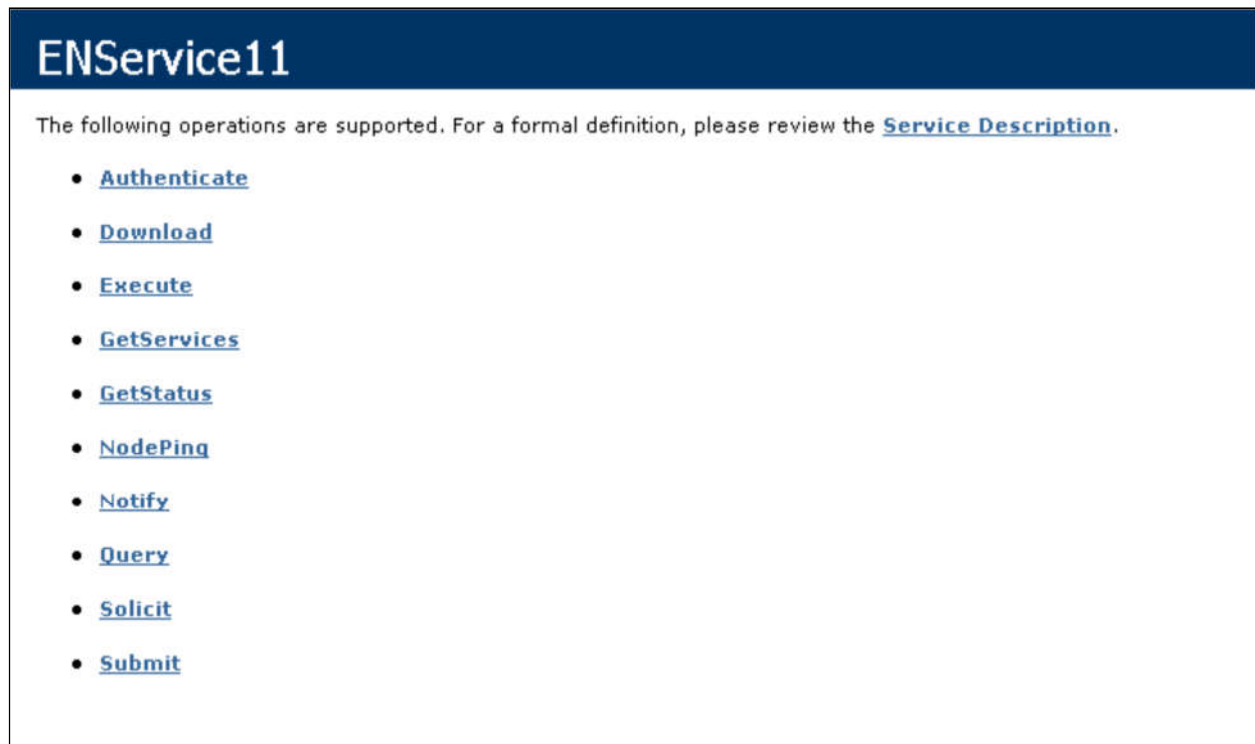 ENService11
The following operations are supported. For a formal definition, please review the Service Description.
Authenticate
Download
Execute
GetServices
GetStatus
NodePing
Notify
Query
Solicit
Submit